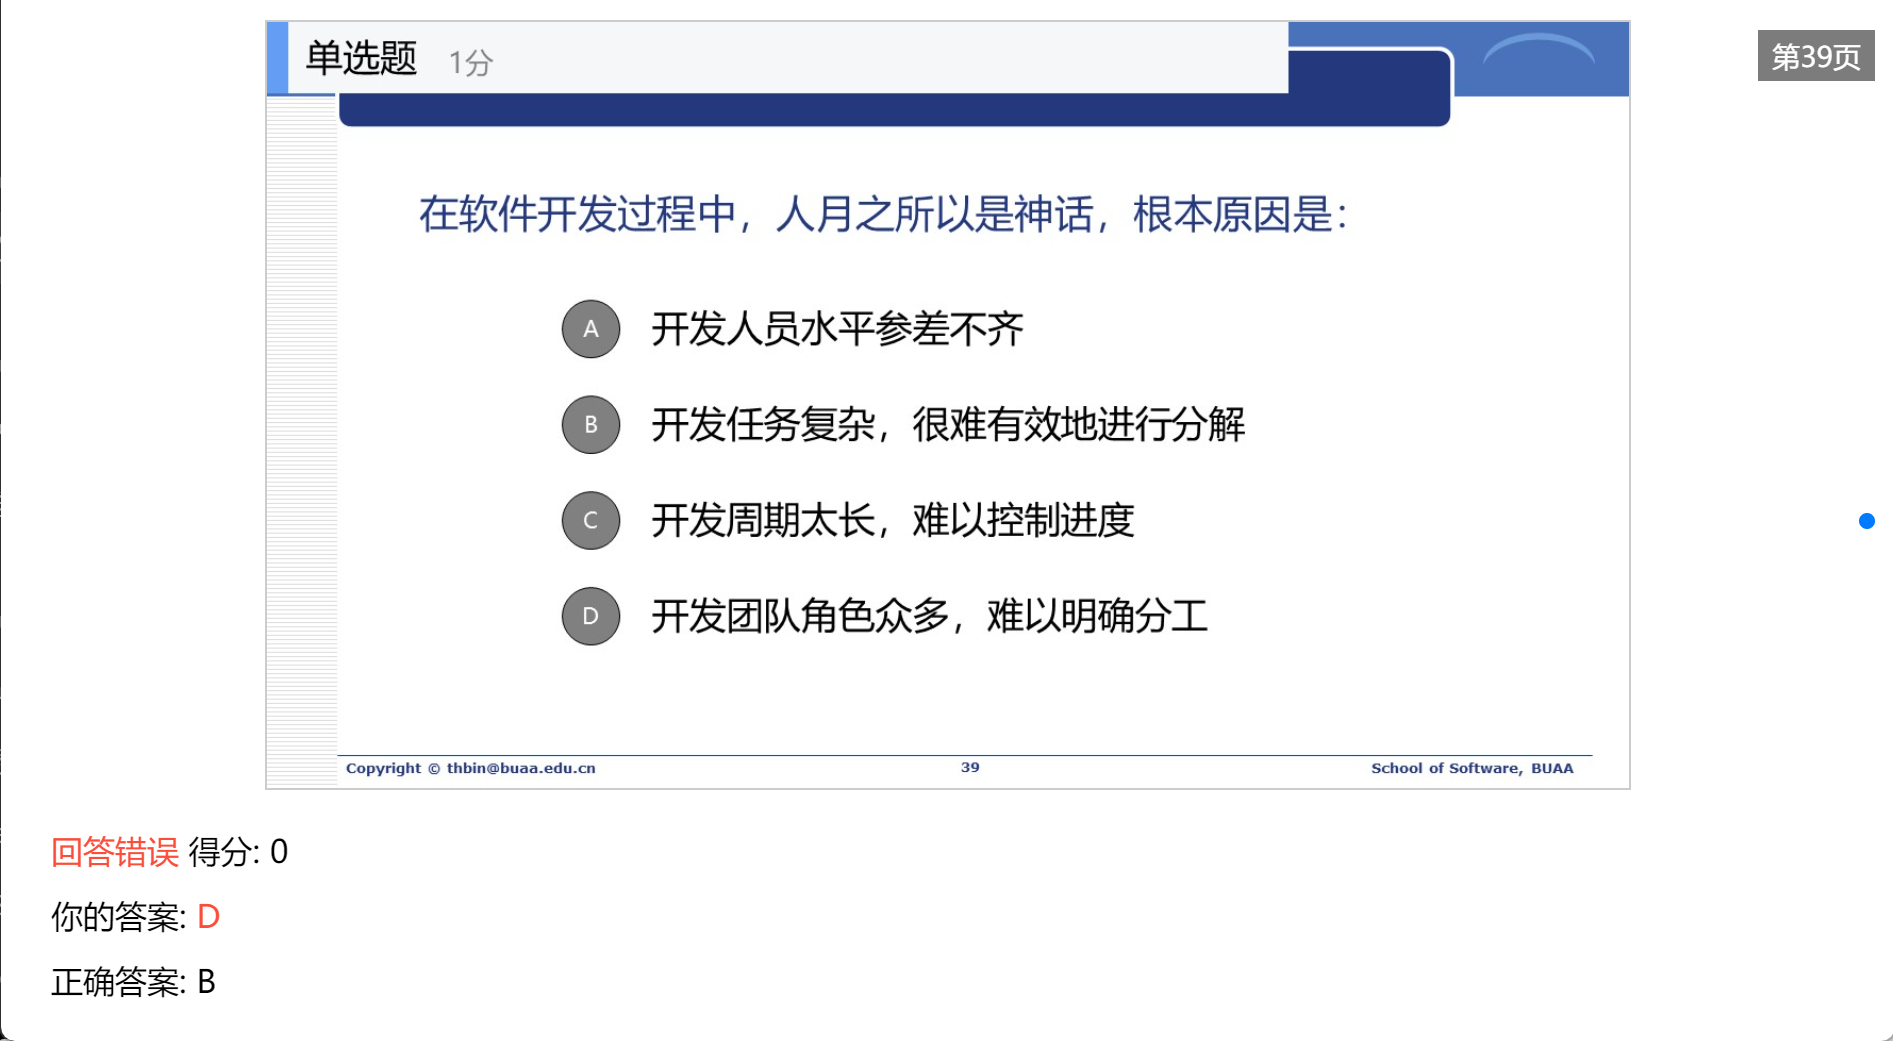 单选题 1分
第39页
在软件开发过程中，人月之所以是神话，根本原因是：
A 开发人员水平参差不齐
B 开发任务复杂，很难有效地进行分解
C 开发周期太长，难以控制进度
D 开发团队角色众多，难以明确分工
Copyright © thbin@buaa.edu.cn 39 School of Software, BUAA
回答错误 得分: 0
你的答案: D
正确答案: B